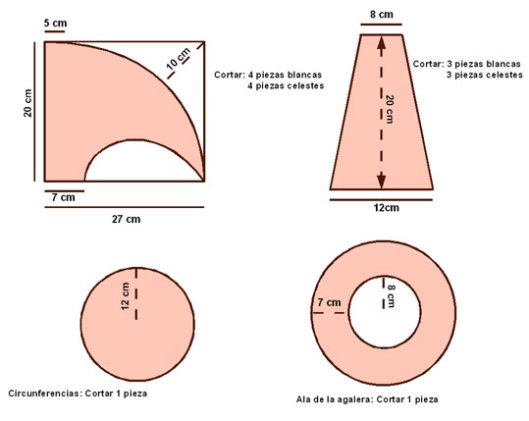 5 cm
10 cm
20 cm
7 cm
27 cm
Cortar: 4 piezas blancas
4 piezas celestes
8 cm
20 cm
12cm
Cortar: 3 piezas blancas
3 piezas celestes
12 cm
Circunferencias: Cortar 1 pieza
7 cm
8 cm
Ala de la agalera: Cortar 1 pieza